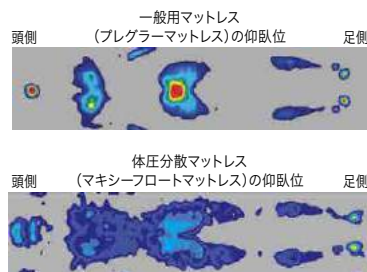 一般用マットレス
頭側
(プレグラーマットレス)の仰臥位
足側
体圧分散マットレス
頭側
(マキシーフロートマットレス)の仰臥位
足側